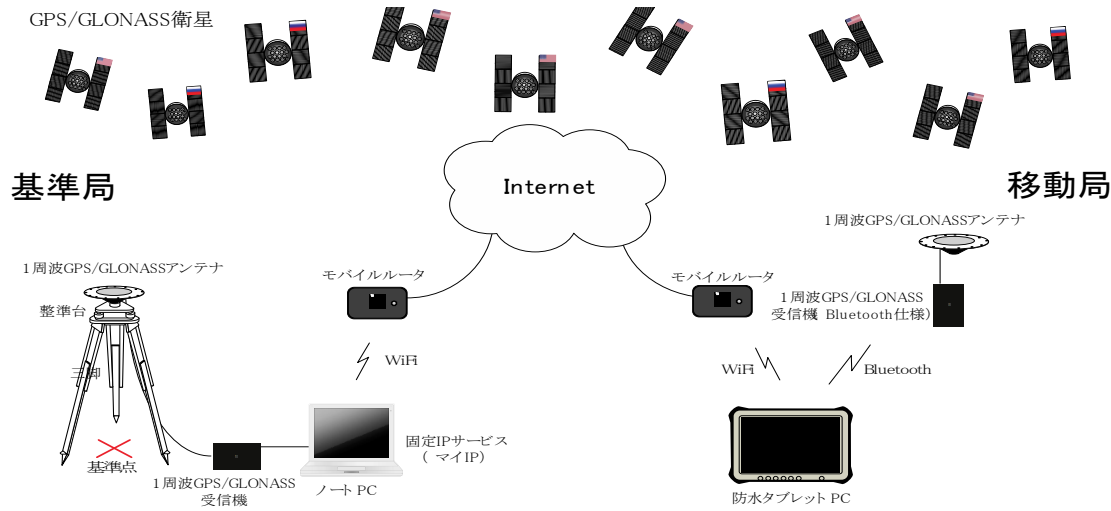 GPS/GLONASS衛星
基準局
Internet
移動局
1周波GPS/GLONASSアンテナ
1周波GPS/GLONASSアンテナ
整準台
三脚
基準点
1周波GPS/GLONASS
受信機
モバイルルータ
WiFi
ノートPC
固定IPサービス
( マイIP)
モバイルルータ
1周波GPS/GLONASS
受信機 Bluetooth仕様)
WiFi
Bluetooth
防水タブレットPC